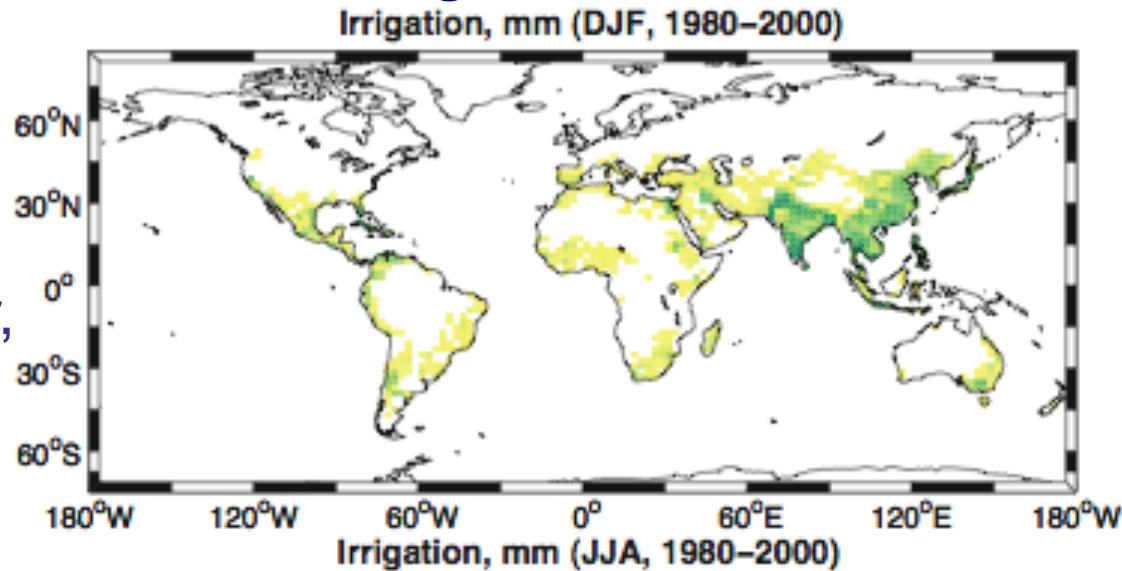 Irrigation, mm (DJF, 1980–2000)
60°N
30°N
0°
30°S
60°S
180°W 120°W 60°W 0° 60°E 120°E 180°W
Irrigation, mm (JJA, 1980–2000)